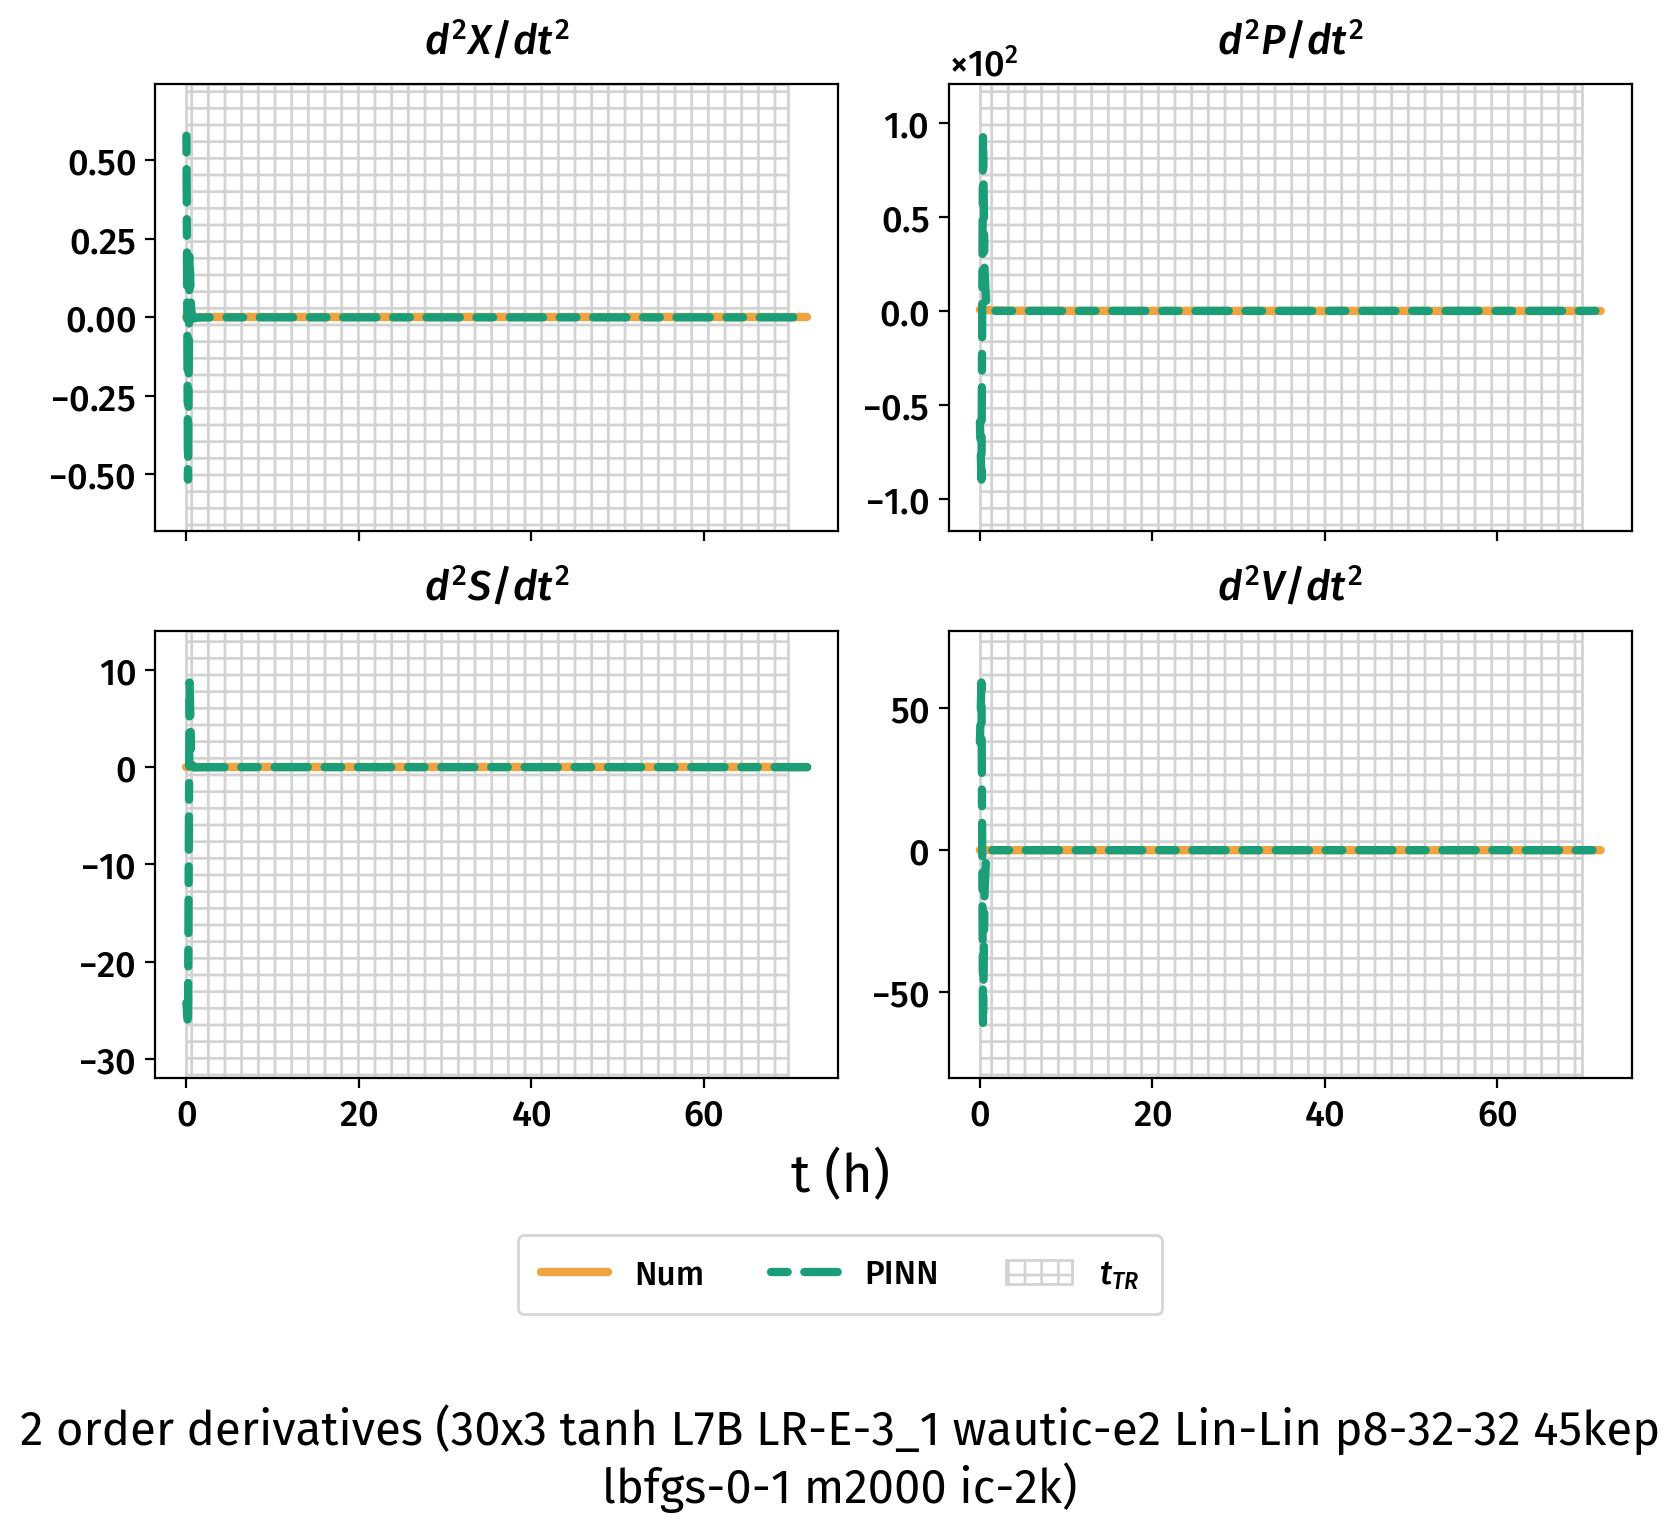 d²X/dt²
d²P/dt²
×10²
0.50
0.25
0.00
−0.25
−0.50
1.0
0.5
0.0
−0.5
−1.0
d²S/dt²
d²V/dt²
10
0
−10
−20
−30
50
0
−50
0 20 40 60
0 20 40 60
t (h)
Num PINN t_TR
2 order derivatives (30x3 tanh L7B LR-E-3_1 wautic-e2 Lin-Lin p8-32-32 45kep
lbfgs-0-1 m2000 ic-2k)